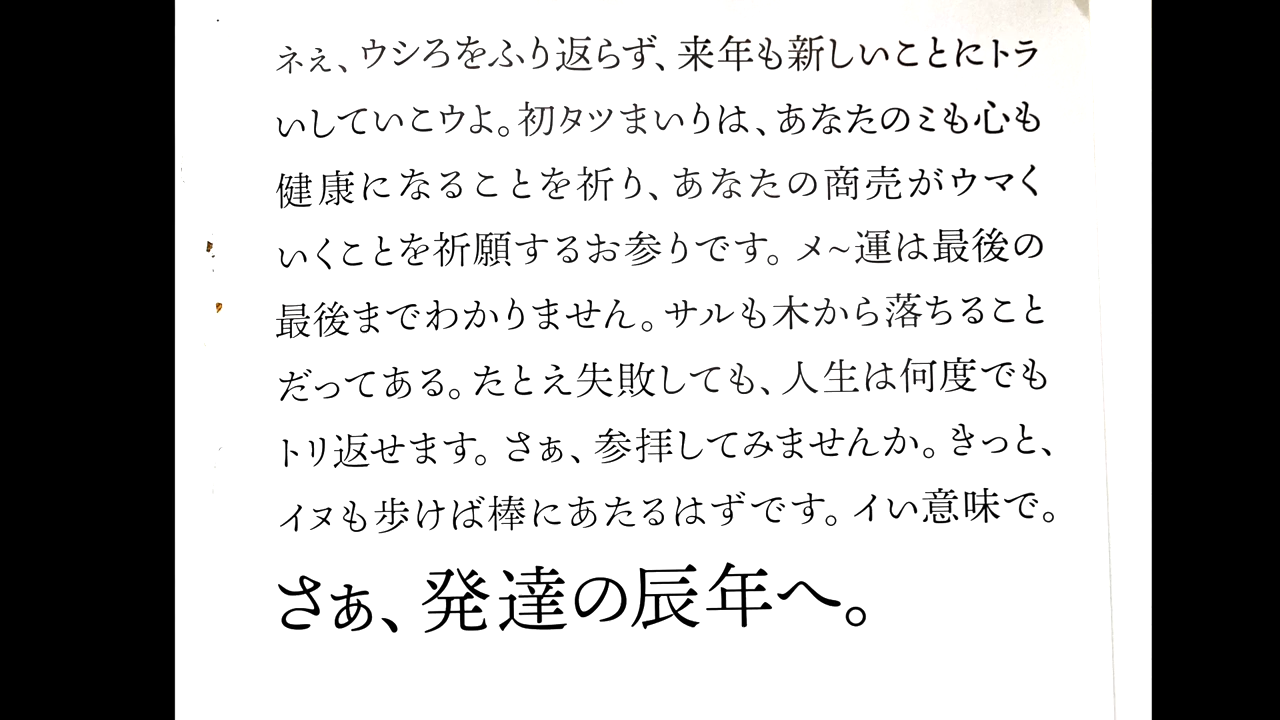 ネぇ、ウシろをふり返らず、来年も新しいことにトラ
いしていこウよ。初タツまいりは、あなたのミも心も
健康になることを祈り、あなたの商売がウマく
いくことを祈願するお参りです。メ～運は最後の
最後までわかりません。サルも木から落ちること
だってある。たとえ失敗しても、人生は何度でも
トリ返せます。さぁ、参拝してみませんか。きっと、
イヌも歩けば棒にあたるはずです。イい意味で。
さぁ、発達の辰年へ。